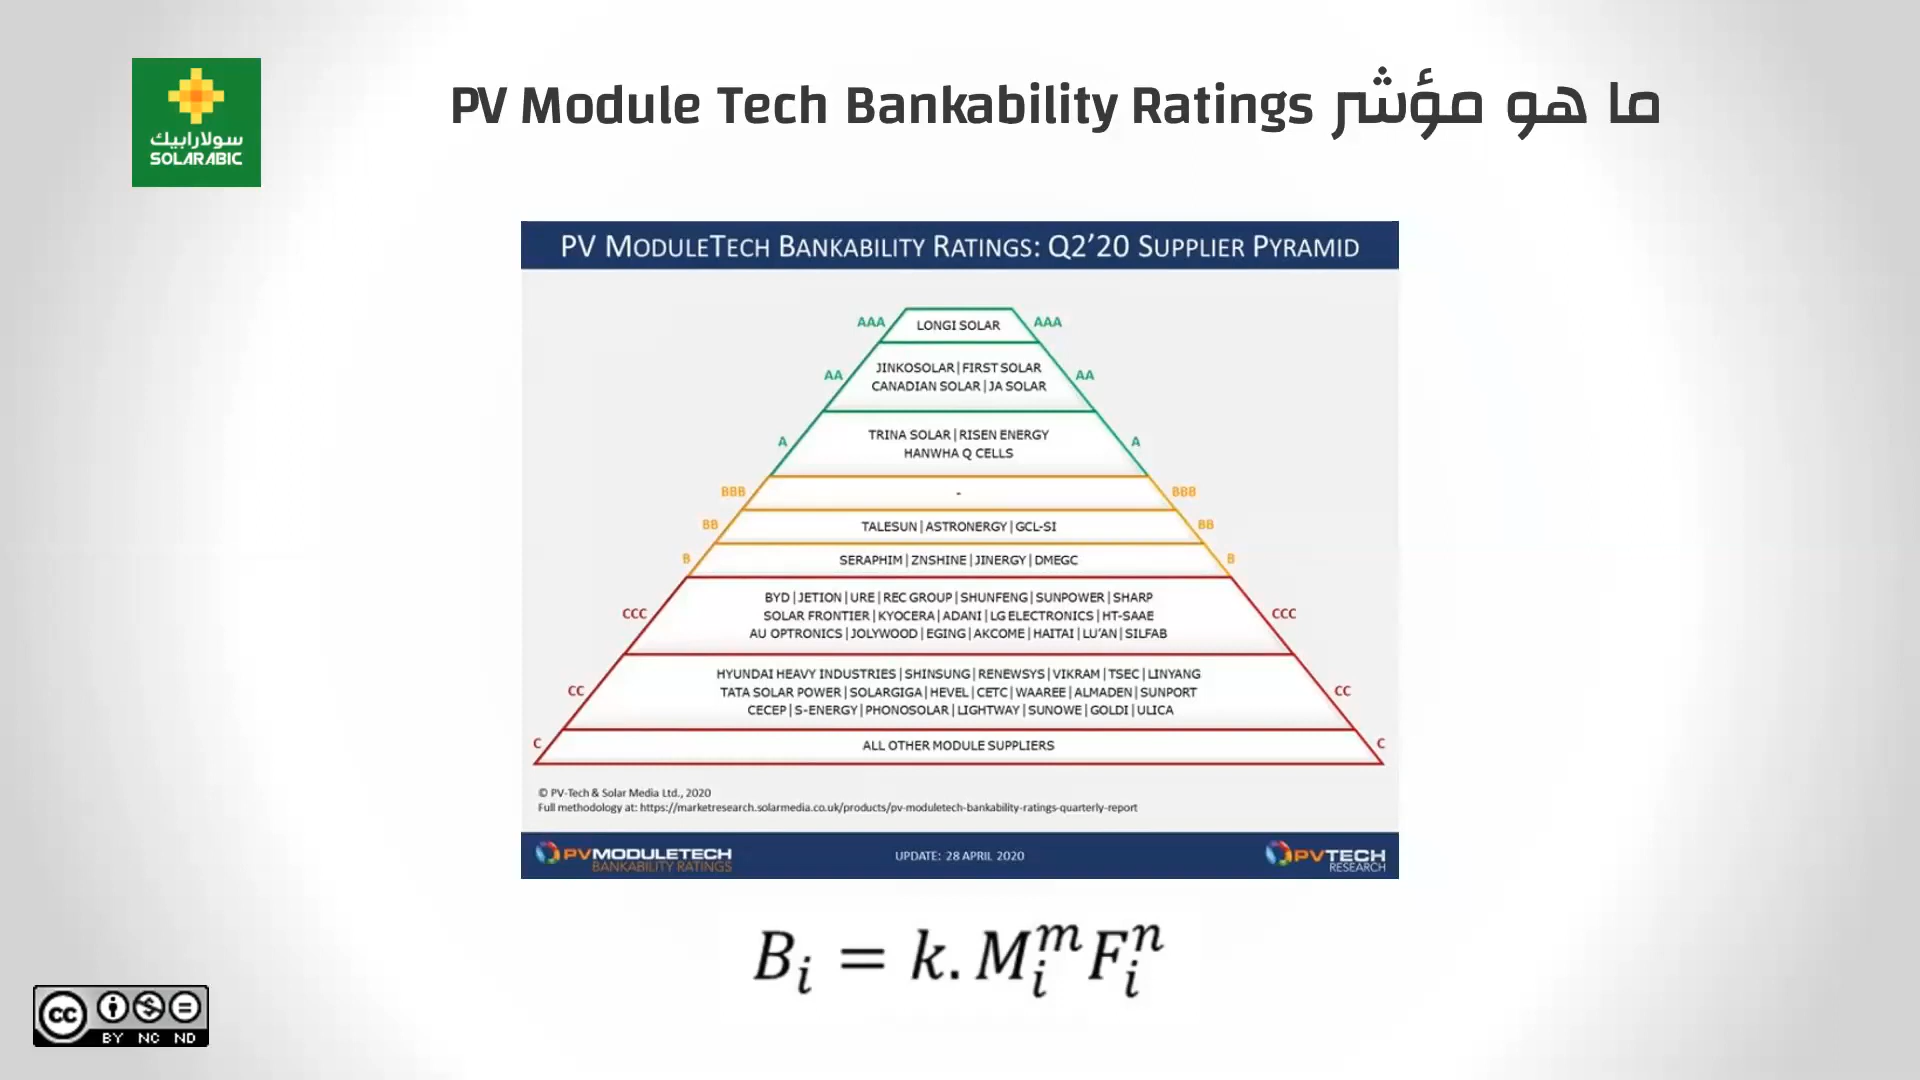 ما هو مؤشر PV Module Tech Bankability Ratings
سولارابيك
SOLARABIC
PV MODULETECH BANKABILITY RATINGS: Q2'20 SUPPLIER PYRAMID
AAA LONGI SOLAR AAA
JINKOSOLAR | FIRST SOLAR
AA CANADIAN SOLAR | JA SOLAR AA
TRINA SOLAR | RISEN ENERGY
A HANWHA Q CELLS A
BBB - BBB
BB TALESUN | ASTRONERGY | GCL-SI BB
B SERAPHIM | ZNSHINE | JINERGY | DMEGC B
BYD | JETION | URE | REC GROUP | SHUNFENG | SUNPOWER | SHARP
CCC SOLAR FRONTIER | KYOCERA | ADANI | LG ELECTRONICS | HT-SAAE CCC
AU OPTRONICS | JOLYWOOD | EGING | AKCOME | HAITAI | LU'AN | SILFAB
HYUNDAI HEAVY INDUSTRIES | SHINSUNG | RENEWSYS | VIKRAM | TSEC | LINYANG
CC TATA SOLAR POWER | SOLARGIGA | HEVEL | CETC | WAAREE | ALMADEN | SUNPORT CC
CECEP | S-ENERGY | PHONOSOLAR | LIGHTWAY | SUNOWE | GOLDI | ULICA
C ALL OTHER MODULE SUPPLIERS C
© PV-Tech & Solar Media Ltd., 2020
Full methodology at: https://marketresearch.solarmedia.co.uk/products/pv-moduletech-bankability-ratings-quarterly-report
PVMODULETECH
BANKABILITY RATINGS
UPDATE: 28 APRIL 2020
PVTECH
RESEARCH
B_i = k. M_i^m F_i^n
cc
BY NC ND